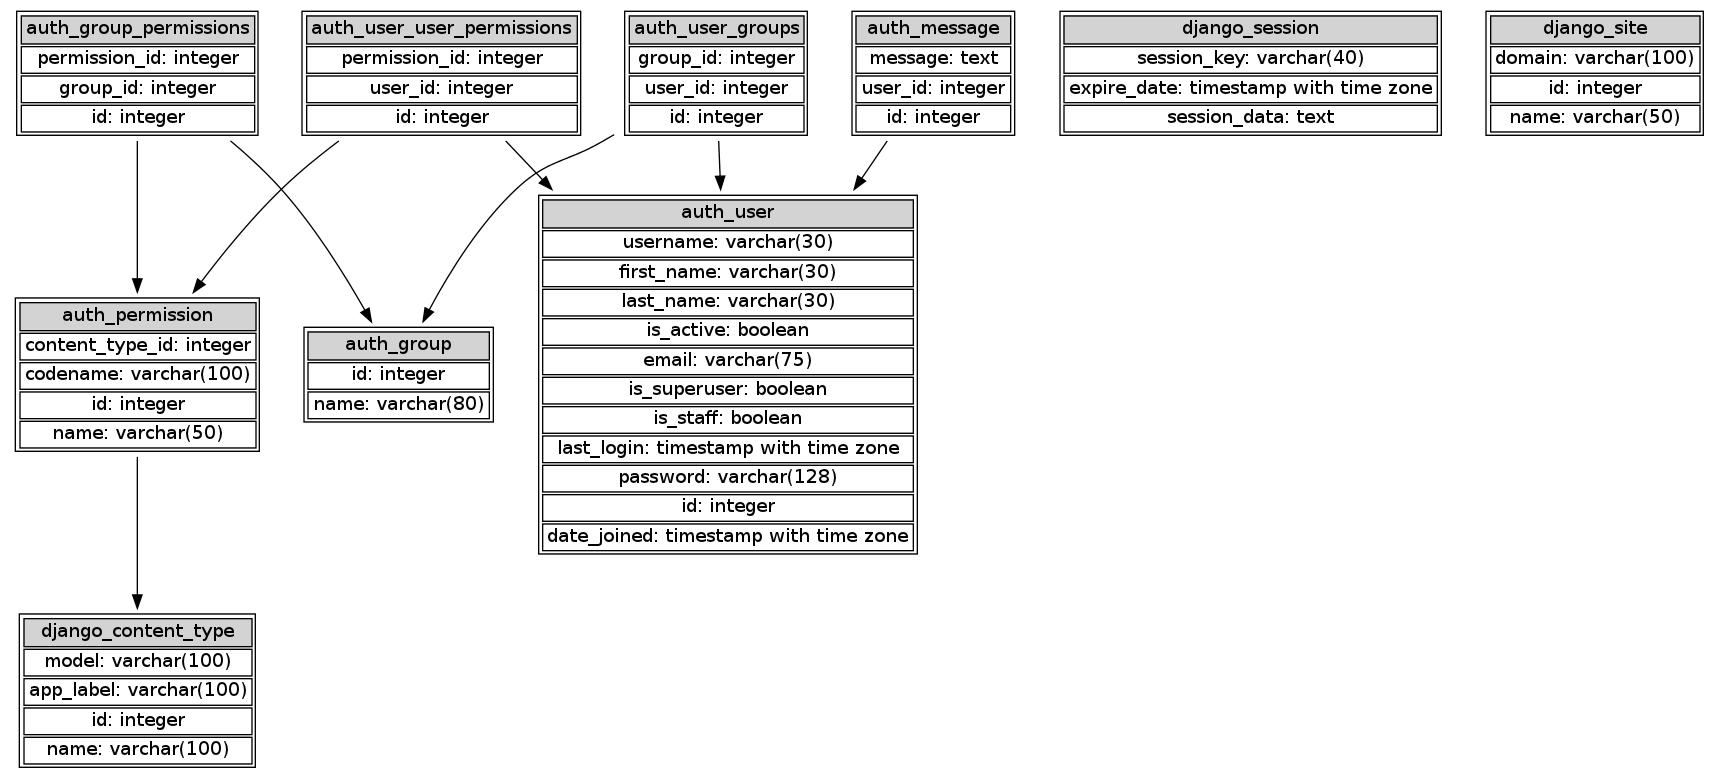 auth_group_permissions
permission_id: integer
group_id: integer
id: integer
auth_user_user_permissions
permission_id: integer
user_id: integer
id: integer
auth_user_groups
group_id: integer
user_id: integer
id: integer
auth_message
message: text
user_id: integer
id: integer
django_session
session_key: varchar(40)
expire_date: timestamp with time zone
session_data: text
django_site
domain: varchar(100)
id: integer
name: varchar(50)
auth_permission
content_type_id: integer
codename: varchar(100)
id: integer
name: varchar(50)
auth_group
id: integer
name: varchar(80)
auth_user
username: varchar(30)
first_name: varchar(30)
last_name: varchar(30)
is_active: boolean
email: varchar(75)
is_superuser: boolean
is_staff: boolean
last_login: timestamp with time zone
password: varchar(128)
id: integer
date_joined: timestamp with time zone
django_content_type
model: varchar(100)
app_label: varchar(100)
id: integer
name: varchar(100)